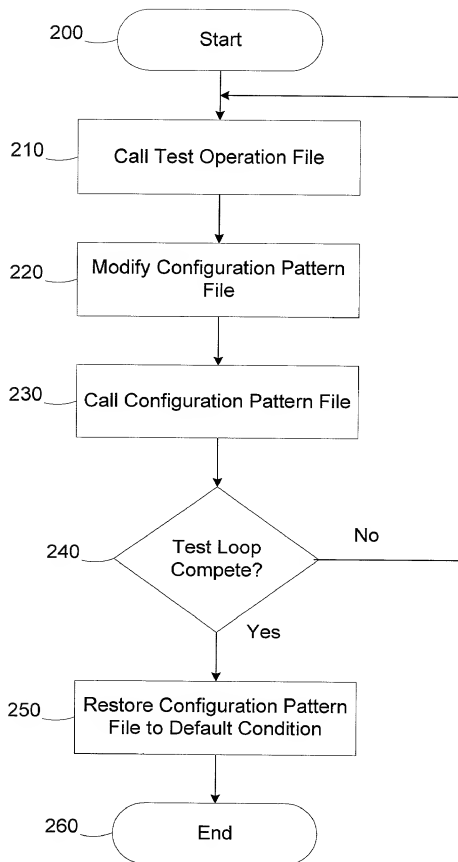 200
Start
210
Call Test Operation File
220
Modify Configuration Pattern
File
230
Call Configuration Pattern File
240
Test Loop
Compete?
No
Yes
250
Restore Configuration Pattern
File to Default Condition
260
End